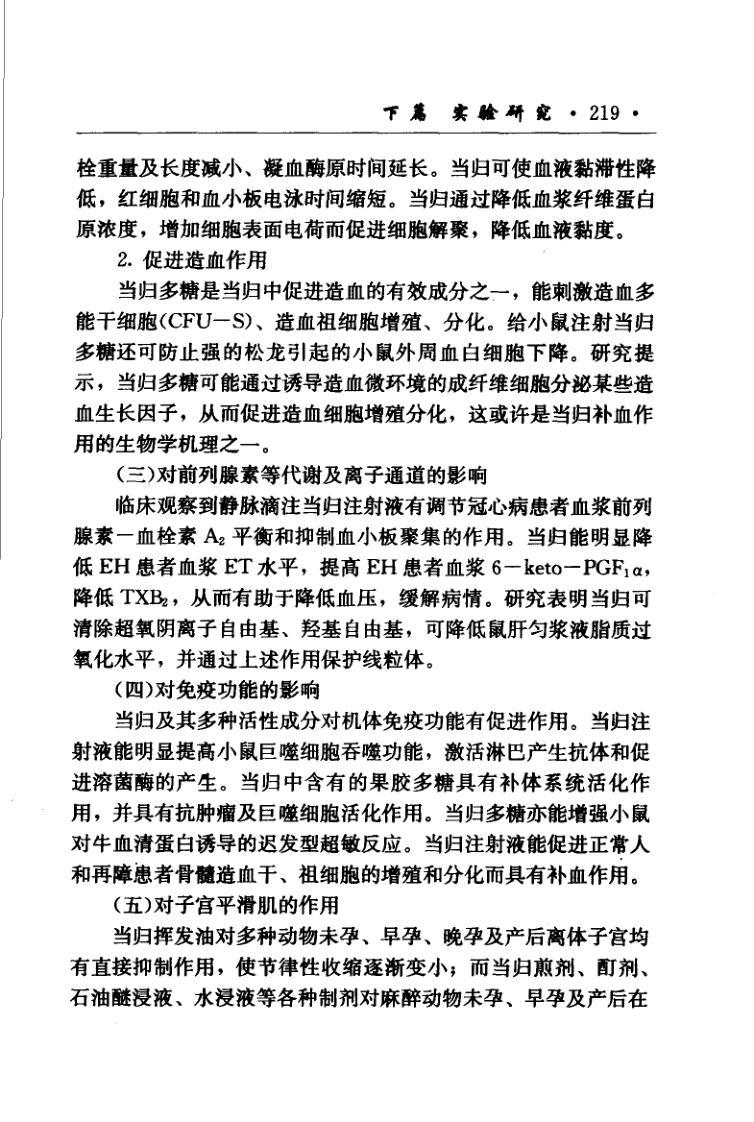 下篇 实验研究 · 219 ·
栓重量及长度减小、凝血酶原时间延长。当归可使血液黏滞性降
低，红细胞和血小板电泳时间缩短。当归通过降低血浆纤维蛋白
原浓度，增加细胞表面电荷而促进细胞解聚，降低血液黏度。
2. 促进造血作用
当归多糖是当归中促进造血的有效成分之一，能刺激造血多
能干细胞(CFU－S)、造血祖细胞增殖、分化。给小鼠注射当归
多糖还可防止强的松龙引起的小鼠外周血白细胞下降。研究提
示，当归多糖可能通过诱导造血微环境的成纤维细胞分泌某些造
血生长因子，从而促进造血细胞增殖分化，这或许是当归补血作
用的生物学机理之一。
(三)对前列腺素等代谢及离子通道的影响
临床观察到静脉滴注当归注射液有调节冠心病患者血浆前列
腺素－血栓素 A₂ 平衡和抑制血小板聚集的作用。当归能明显降
低 EH 患者血浆 ET 水平，提高 EH 患者血浆 6－keto－PGF₁α，
降低 TXB₂，从而有助于降低血压，缓解病情。研究表明当归可
清除超氧阴离子自由基、羟基自由基，可降低鼠肝匀浆液脂质过
氧化水平，并通过上述作用保护线粒体。
(四)对免疫功能的影响
当归及其多种活性成分对机体免疫功能有促进作用。当归注
射液能明显提高小鼠巨噬细胞吞噬功能，激活淋巴产生抗体和促
进溶菌酶的产生。当归中含有的果胶多糖具有补体系统活化作
用，并具有抗肿瘤及巨噬细胞活化作用。当归多糖亦能增强小鼠
对牛血清蛋白诱导的迟发型超敏反应。当归注射液能促进正常人
和再障患者骨髓造血干、祖细胞的增殖和分化而具有补血作用。
(五)对子宫平滑肌的作用
当归挥发油对多种动物未孕、早孕、晚孕及产后离体子宫均
有直接抑制作用，使节律性收缩逐渐变小；而当归煎剂、酊剂、
石油醚浸液、水浸液等各种制剂对麻醉动物未孕、早孕及产后在